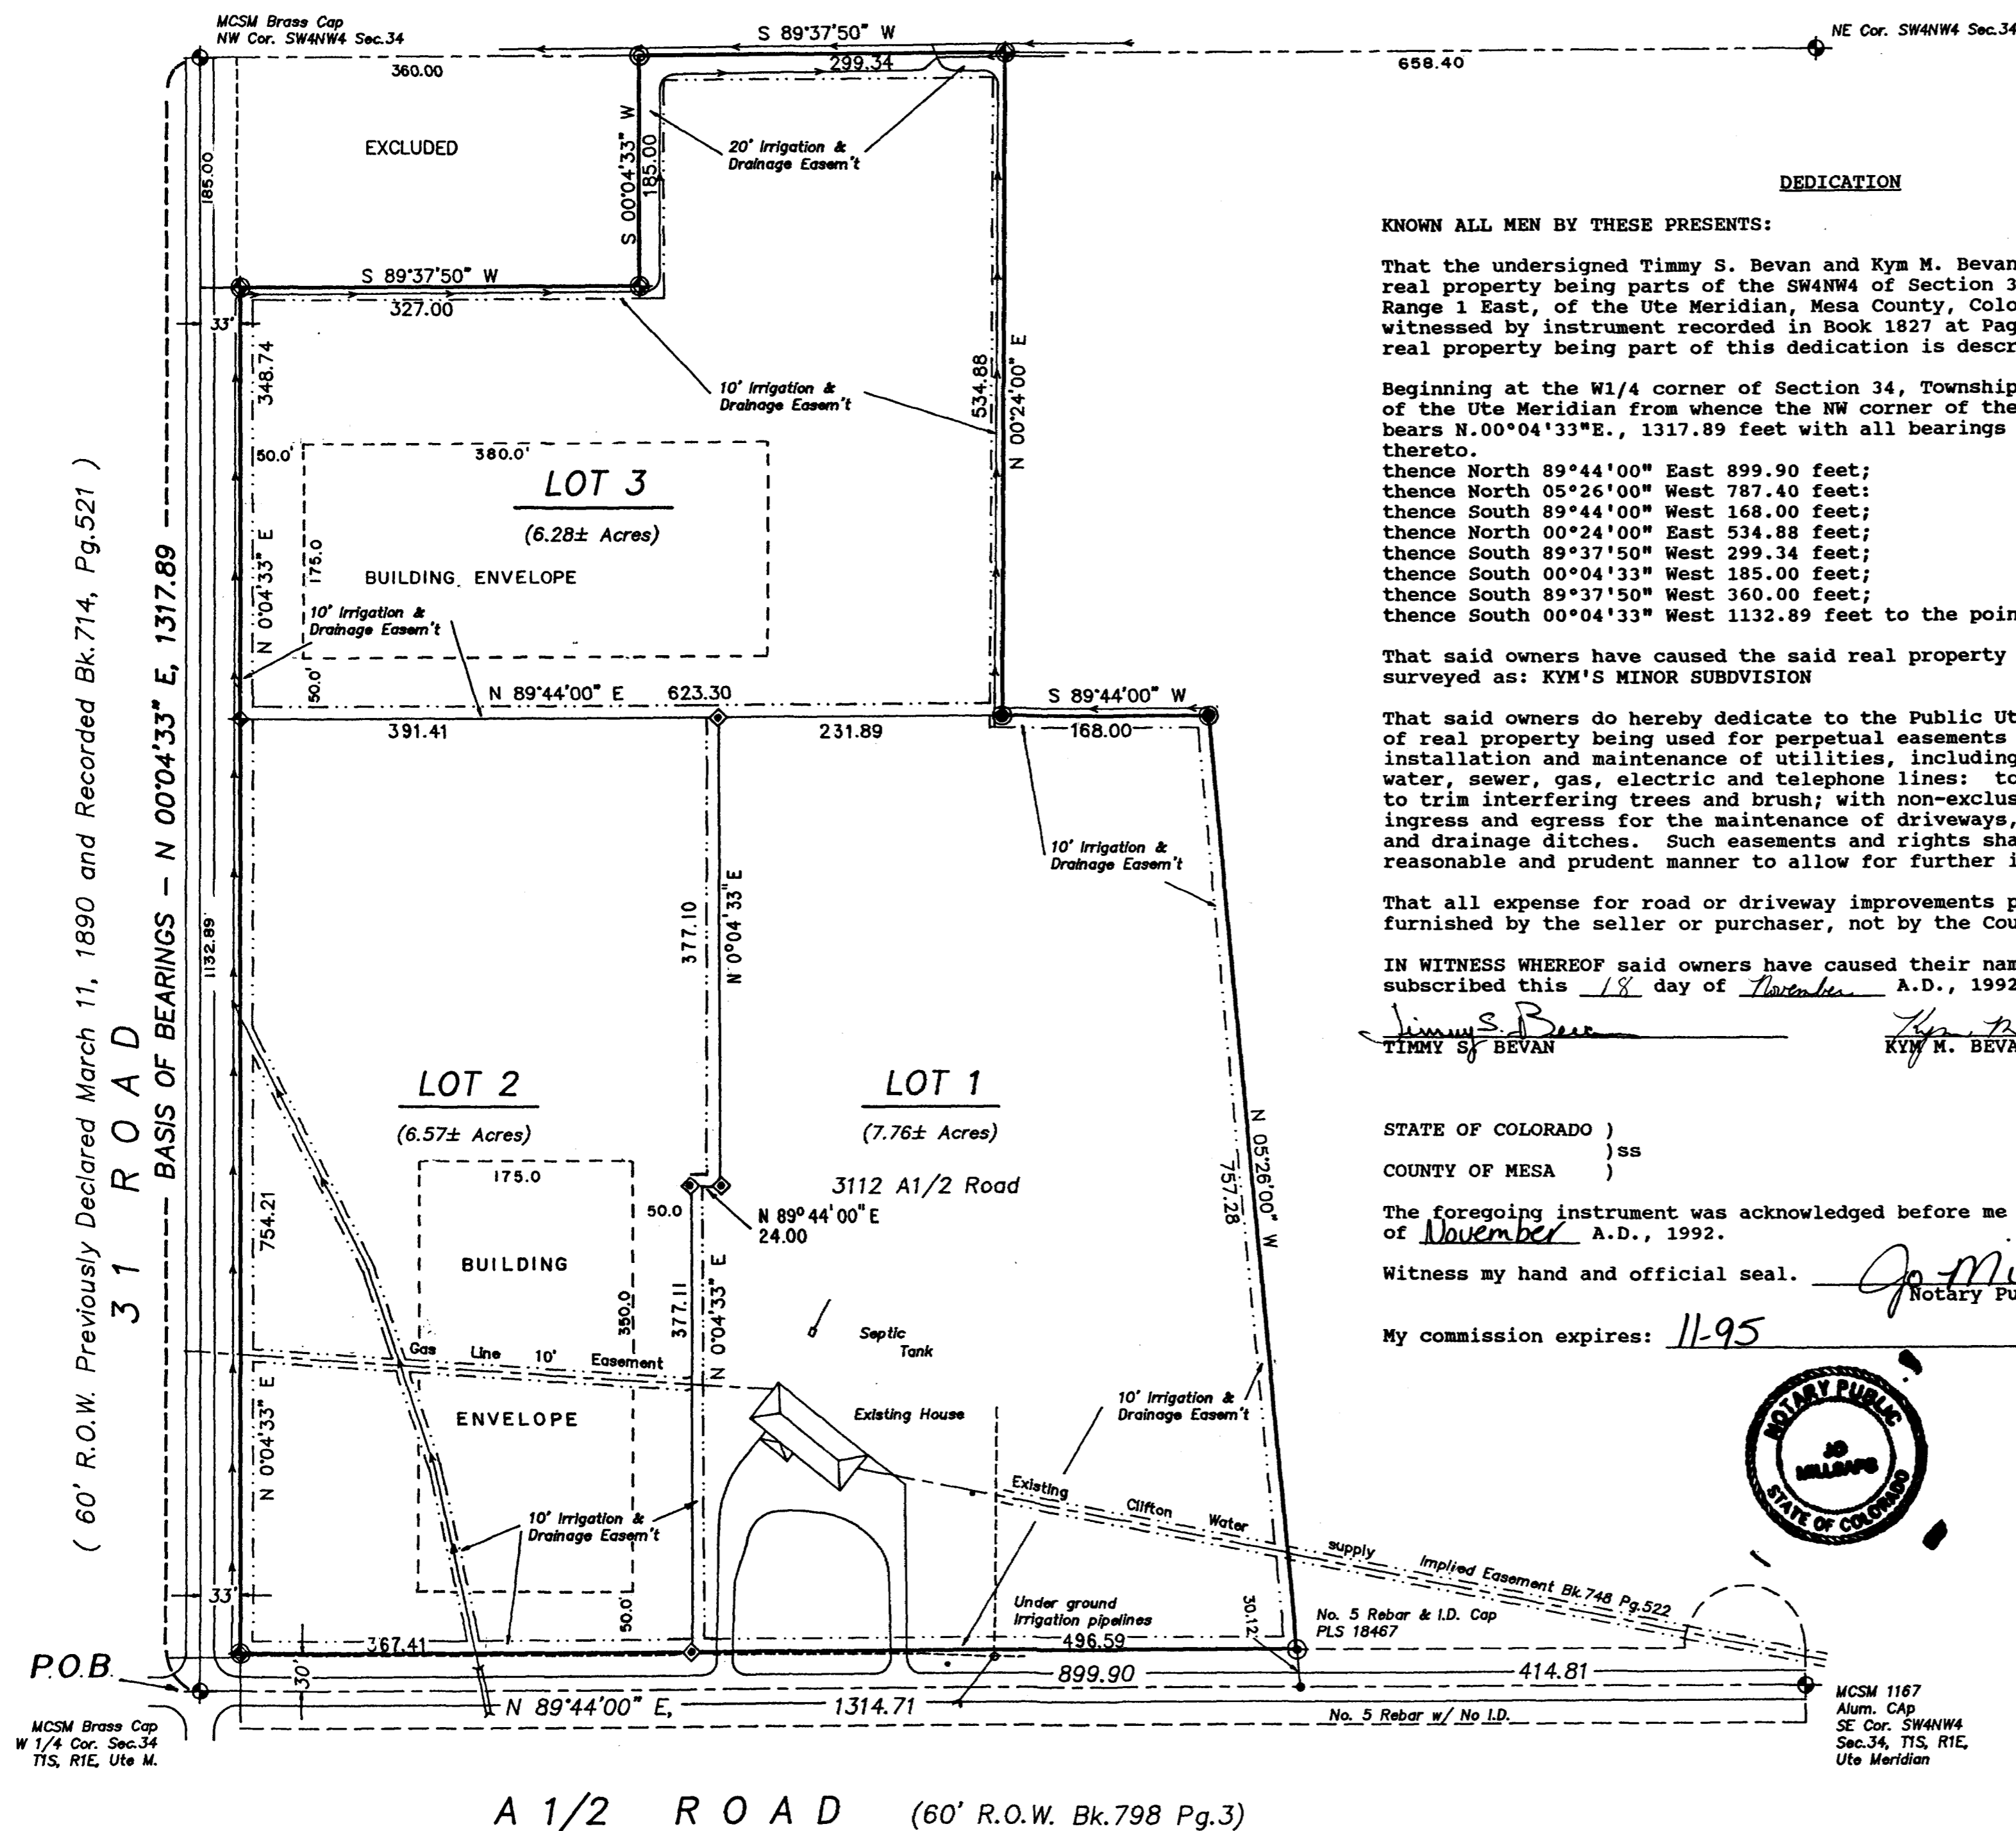 MCSM Brass Cap
NW Cor. SW4NW4 Sec.34
S 89°37'50" W
NE Cor. SW4NW4 Sec.34
360.00
299.34
658.40
EXCLUDED
185.00
S 00°04'33" W
185.00
20' Irrigation &
Drainage Easem't
S 89°37'50" W
327.00
33'
348.74
N 0°04'33" E
10' Irrigation &
Drainage Easem't
534.88
N 00°24'00" E
50.0'
380.0'
LOT 3
(6.28± Acres)
175.0
BUILDING ENVELOPE
10' Irrigation &
Drainage Easem't
50.0'
N 89°44'00" E
623.30
S 89°44'00" W
391.41
231.89
168.00
10' Irrigation &
Drainage Easem't
377.10
N 0°04'33" E
1132.89'
( 60' R.O.W. Previously Declared March 11, 1890 and Recorded Bk.714, Pg.521 )
31 ROAD
BASIS OF BEARINGS – N 00°04'33" E, 1317.89
LOT 2
(6.57± Acres)
LOT 1
(7.76± Acres)
3112 A1/2 Road
175.0
50.0
N 89°44'00" E
24.00
754.21
N 0°04'33" E
BUILDING
350.0
377.11
N 0°04'33" E
N 05°26'00" W
757.28
Septic
Tank
Gas Line 10' Easement
ENVELOPE
Existing House
10' Irrigation &
Drainage Easem't
Existing Clifton Water supply Implied Easement Bk.748 Pg.522
10' Irrigation &
Drainage Easem't
33'
50.0'
Under ground
Irrigation pipelines
30.12
No. 5 Rebar & I.D. Cap
PLS 18467
367.41
496.59
P.O.B.
30'
899.90
414.81
N 89°44'00" E,
1314.71
No. 5 Rebar w/ No I.D.
MCSM Brass Cap
W 1/4 Cor. Sec.34
T1S, R1E, Ute M.
MCSM 1167
Alum. CAp
SE Cor. SW4NW4
Sec.34, T1S, R1E,
Ute Meridian
A 1/2 ROAD (60' R.O.W. Bk.798 Pg.3)
DEDICATION
KNOWN ALL MEN BY THESE PRESENTS:
That the undersigned Timmy S. Bevan and Kym M. Bevan
real property being parts of the SW4NW4 of Section 3
Range 1 East, of the Ute Meridian, Mesa County, Colo
witnessed by instrument recorded in Book 1827 at Pag
real property being part of this dedication is descr
Beginning at the W1/4 corner of Section 34, Township
of the Ute Meridian from whence the NW corner of the
bears N.00°04'33"E., 1317.89 feet with all bearings
thereto.
thence North 89°44'00" East 899.90 feet;
thence North 05°26'00" West 787.40 feet:
thence South 89°44'00" West 168.00 feet;
thence North 00°24'00" East 534.88 feet;
thence South 89°37'50" West 299.34 feet;
thence South 00°04'33" West 185.00 feet;
thence South 89°37'50" West 360.00 feet;
thence South 00°04'33" West 1132.89 feet to the poin
That said owners have caused the said real property
surveyed as: KYM'S MINOR SUBDVISION
That said owners do hereby dedicate to the Public Ut
of real property being used for perpetual easements
installation and maintenance of utilities, including
water, sewer, gas, electric and telephone lines: to
to trim interfering trees and brush; with non-exclus
ingress and egress for the maintenance of driveways,
and drainage ditches. Such easements and rights sha
reasonable and prudent manner to allow for further i
That all expense for road or driveway improvements p
furnished by the seller or purchaser, not by the Cou
IN WITNESS WHEREOF said owners have caused their nam
subscribed this 18 day of November A.D., 1992
Timmy S. Bevan
TIMMY S. BEVAN
Kym M
KYM M. BEVA
STATE OF COLORADO )
)ss
COUNTY OF MESA )
The foregoing instrument was acknowledged before me
of November A.D., 1992.
Witness my hand and official seal. Jo Mi
Notary Pu
My commission expires: 11-95
NOTARY PUBLIC
JO
MILLSAPS
STATE OF COLORADO